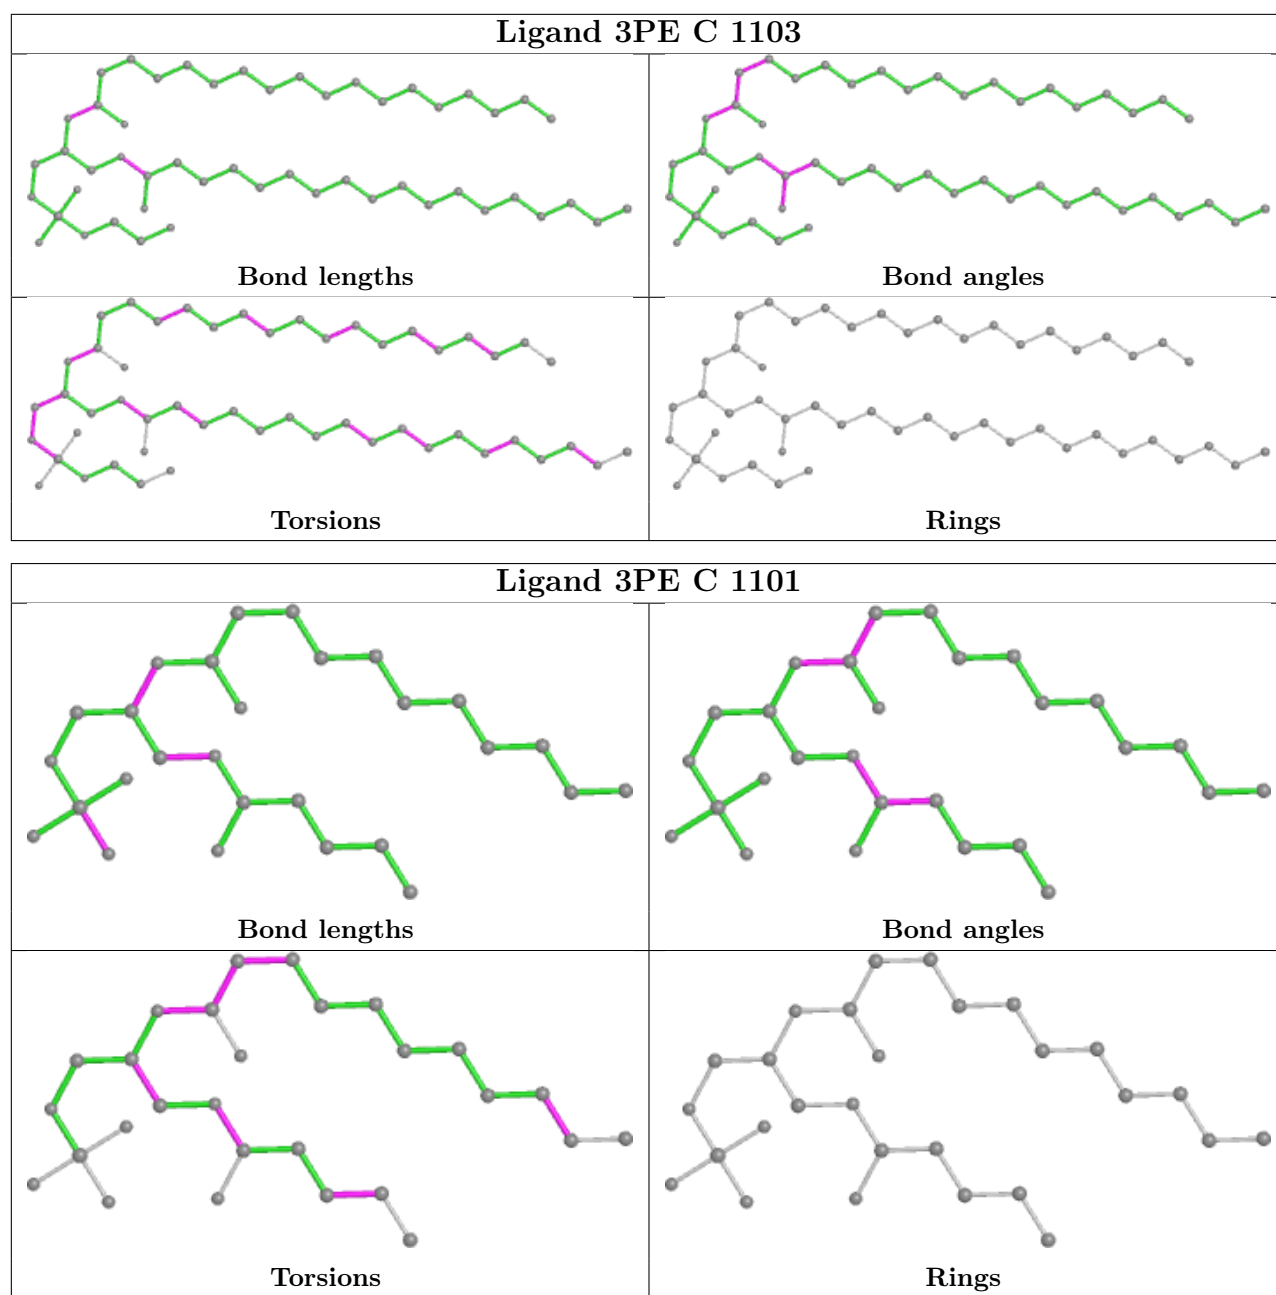 Ligand 3PE C 1103
Bond lengths
Bond angles
Torsions
Rings
Ligand 3PE C 1101
Bond lengths
Bond angles
Torsions
Rings